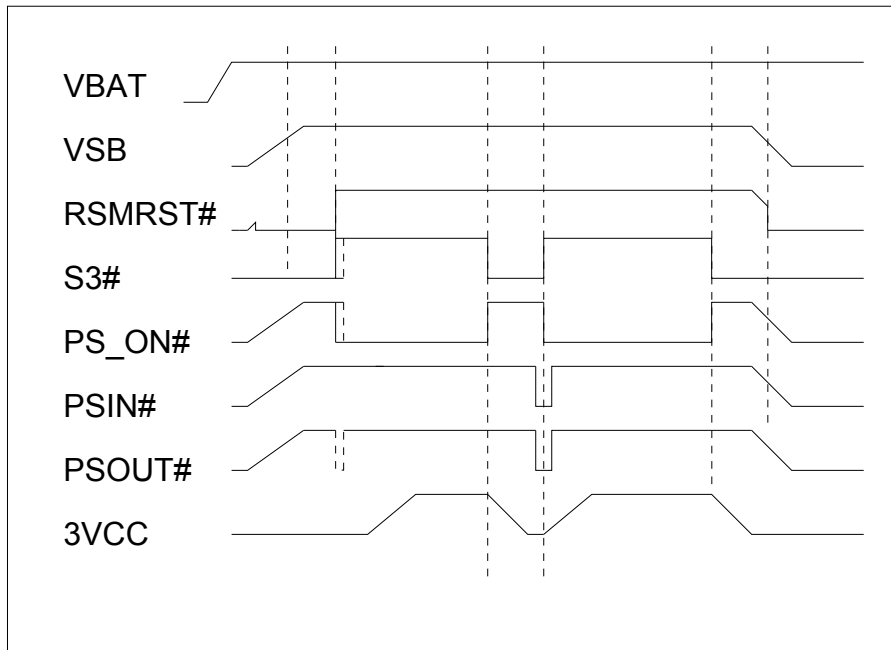 VBAT
VSB
RSMRST#
S3#
PS_ON#
PSIN#
PSOUT#
3VCC